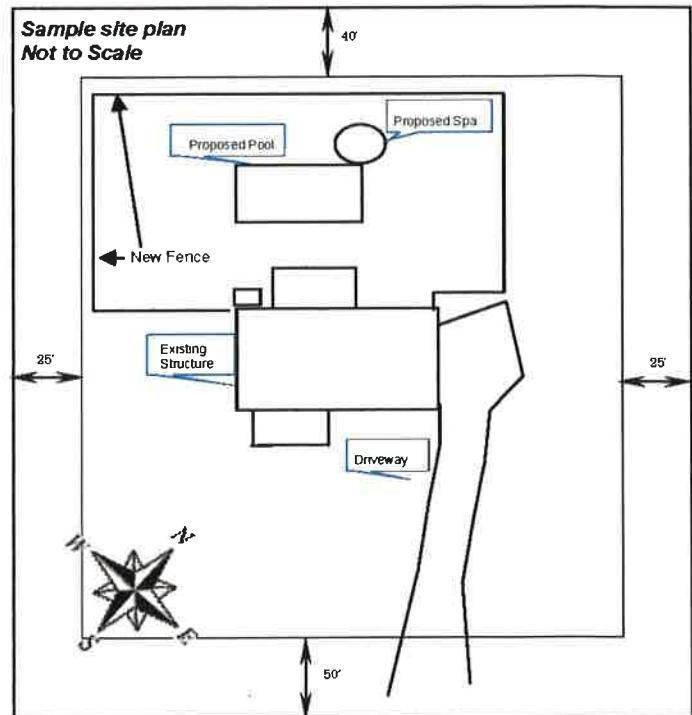 Sample site plan
Not to Scale
40'
Proposed Spa
Proposed Pool
New Fence
Existing
Structure
25'
25'
Driveway
W
N
S
E
50'